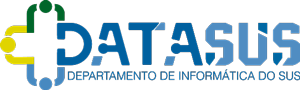 DATASUS
DEPARTAMENTO DE INFORMÁTICA DO SUS